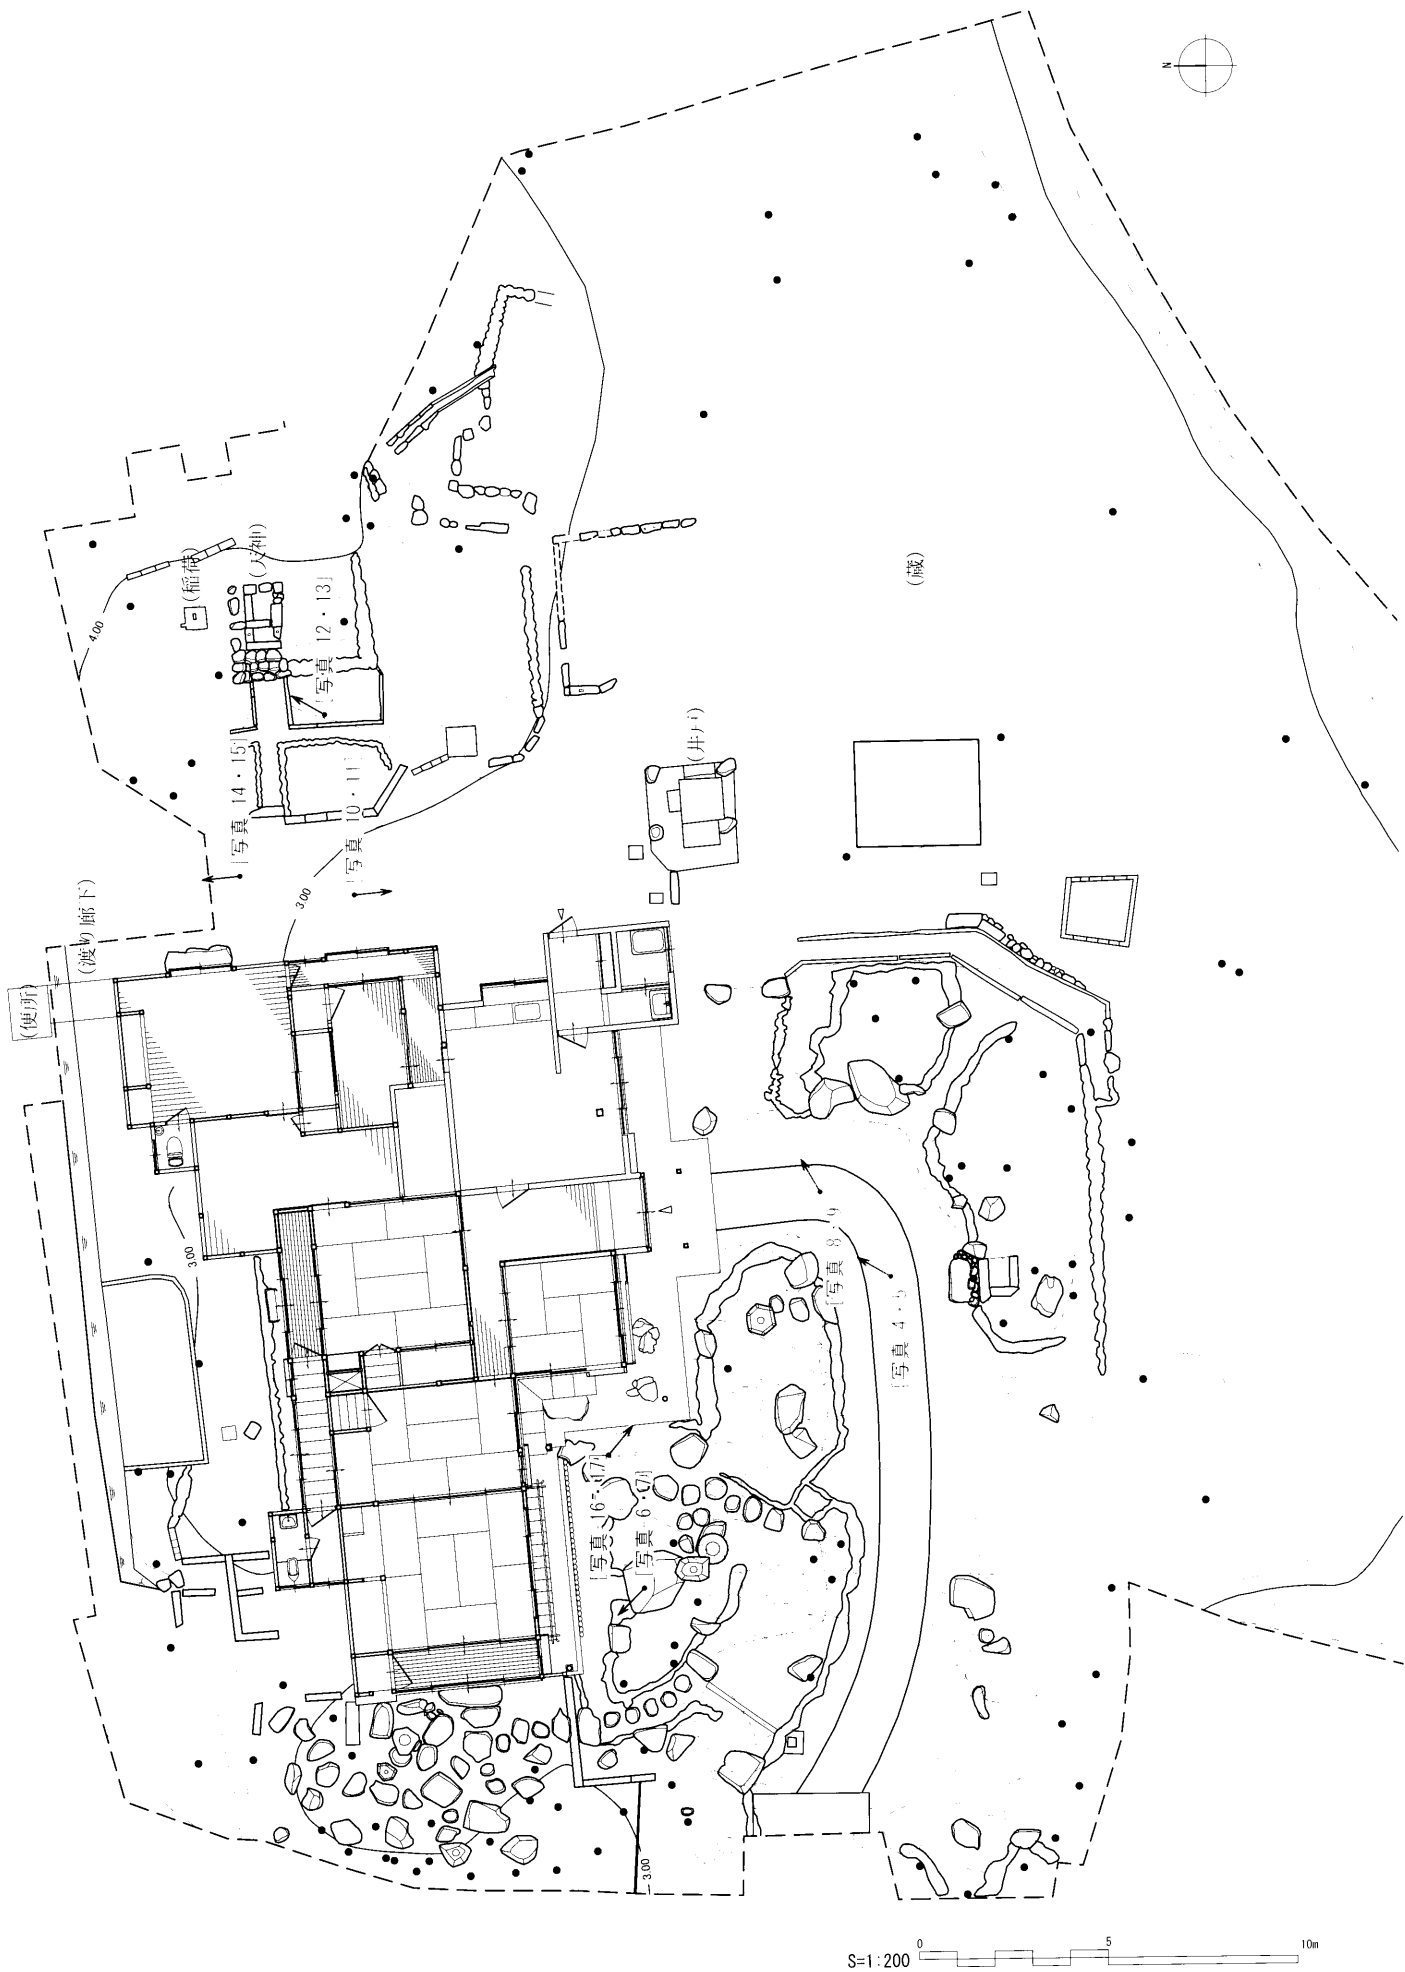 N
(稲荷)
(天神)
4.00
[写真 12・13]
(蔵)
(井戸)
[写真 14・15]
[写真 10・11]
3.00
(渡り廊下)
(便所)
3.00
[写真 8・9]
[写真 4・5]
[写真 16・17]
[写真 6・7]
3.00
S=1:200
0 5 10m